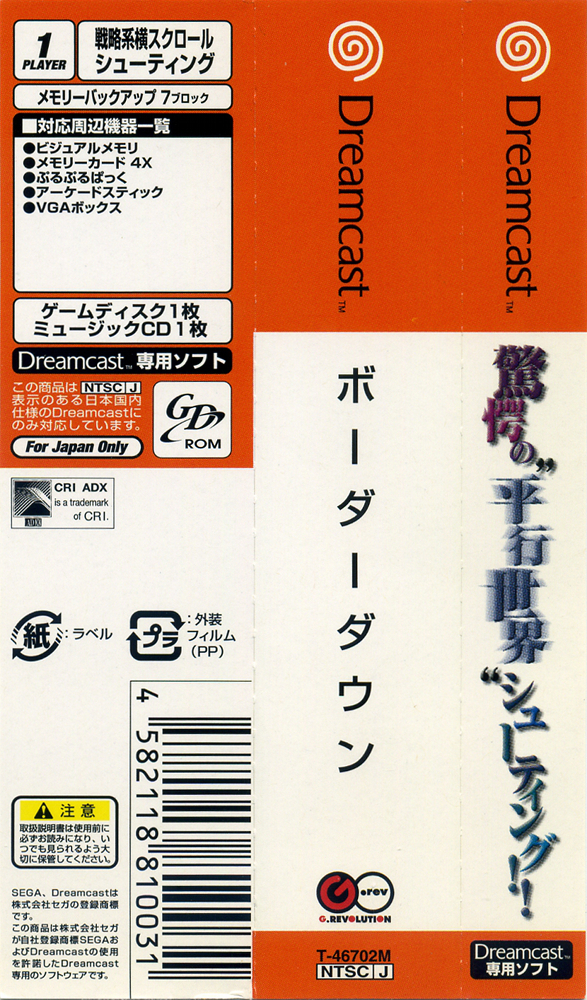 1
PLAYER
戦略系横スクロール
シューティング
メモリーバックアップ 7ブロック
■対応周辺機器一覧
●ビジュアルメモリ
●メモリーカード 4X
●ぷるぷるぱっく
●アーケードスティック
●VGAボックス
ゲームディスク1枚
ミュージックCD1枚
Dreamcast™ 専用ソフト
この商品は NTSC J
表示のある日本国内
仕様のDreamcastに
のみ対応しています。
For Japan Only
GD
ROM
CRI ADX
is a trademark
of CRI.
ADX
紙 :ラベル
プラ :外装
フィルム
(PP)
4 582118 810031
注意
取扱説明書は使用前に
必ずお読みになり、い
つでも見られるよう大
切に保管してください。
SEGA、Dreamcastは
株式会社セガの登録商標
です。
この商品は株式会社セガ
が自社登録商標SEGAお
よびDreamcastの使用
を許諾したDreamcast
専用のソフトウェアです。
Dreamcast™
ボーダーダウン
G.rev
G.REVOLUTION
T-46702M
NTSC J
Dreamcast™
驚愕の”平行世界“シューティング!!
Dreamcast™
専用ソフト